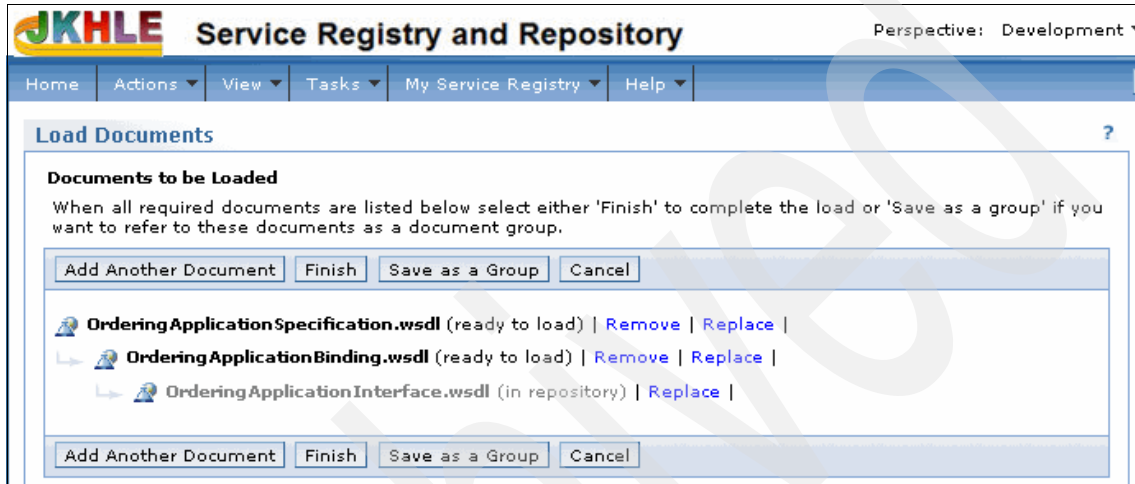 JKHLE Service Registry and Repository Perspective: Development
Home Actions View Tasks My Service Registry Help
Load Documents ?
Documents to be Loaded
When all required documents are listed below select either 'Finish' to complete the load or 'Save as a group' if you
want to refer to these documents as a document group.
Add Another Document Finish Save as a Group Cancel
OrderingApplicationSpecification.wsdl (ready to load) | Remove | Replace |
OrderingApplicationBinding.wsdl (ready to load) | Remove | Replace |
OrderingApplicationInterface.wsdl (in repository) | Replace |
Add Another Document Finish Save as a Group Cancel